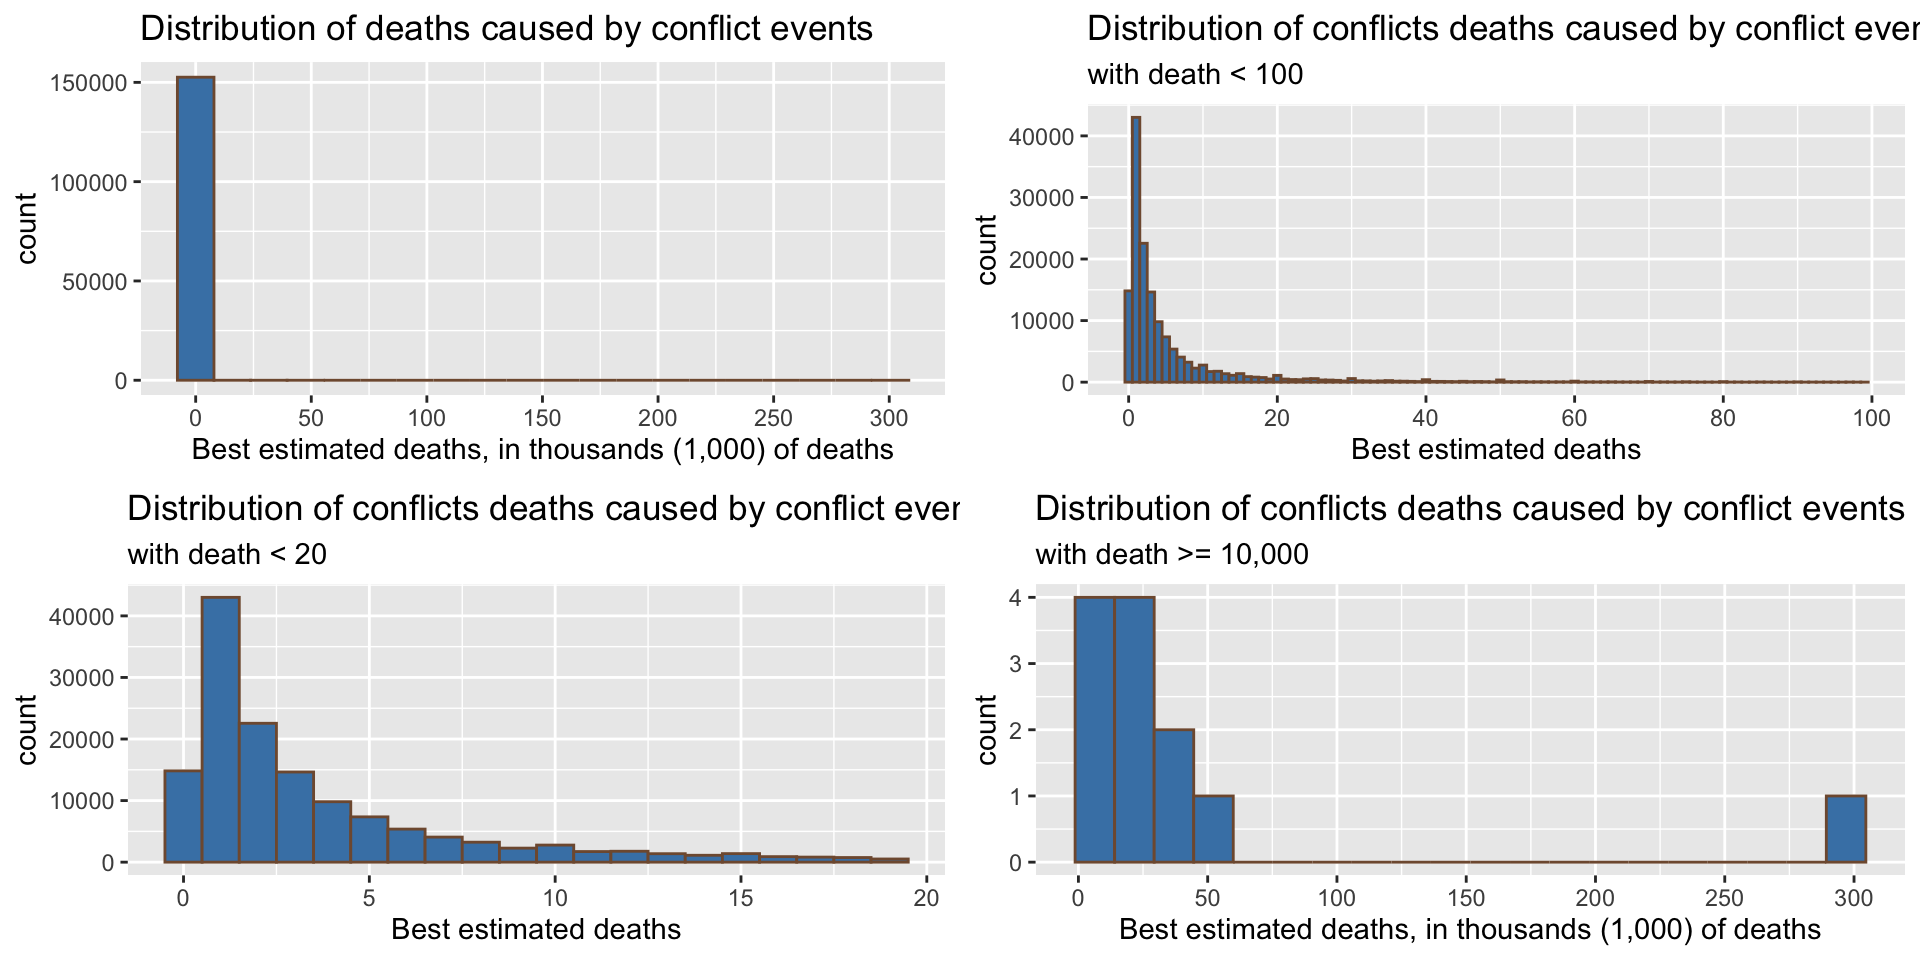 Distribution of deaths caused by conflict events
150000
100000
50000
0
count
0 50 100 150 200 250 300
Best estimated deaths, in thousands (1,000) of deaths
Distribution of conflicts deaths caused by conflict ever
with death < 100
40000
30000
20000
10000
0
count
0 20 40 60 80 100
Best estimated deaths
Distribution of conflicts deaths caused by conflict ever
with death < 20
40000
30000
20000
10000
0
count
0 5 10 15 20
Best estimated deaths
Distribution of conflicts deaths caused by conflict events
with death >= 10,000
4
3
2
1
0
count
0 50 100 150 200 250 300
Best estimated deaths, in thousands (1,000) of deaths